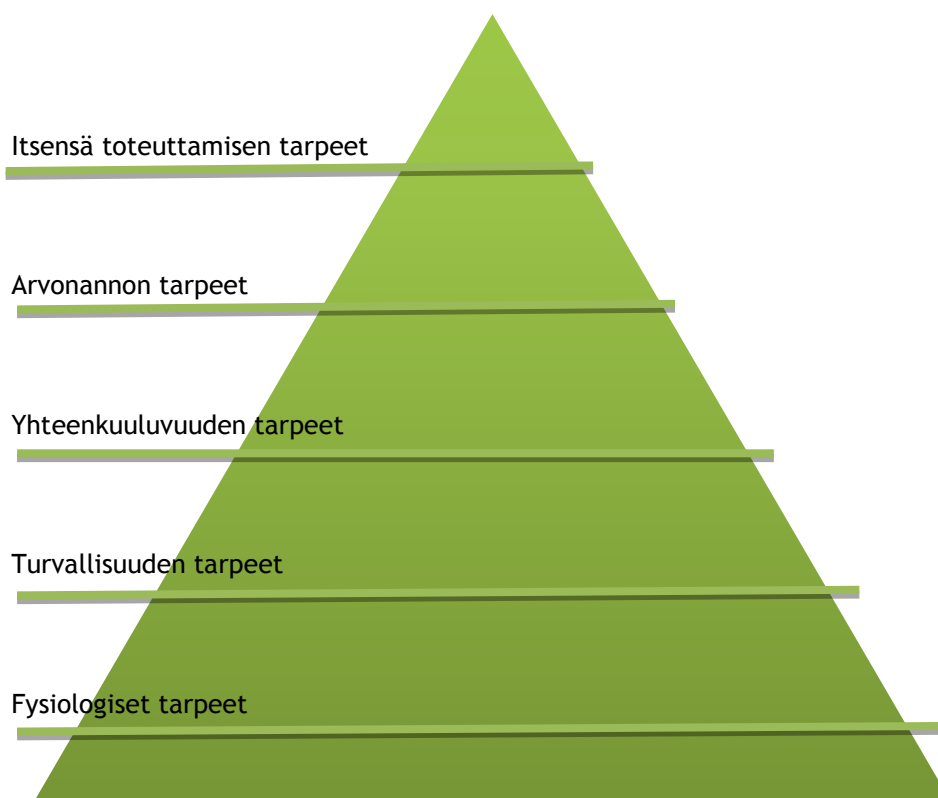 Itsensä toteuttamisen tarpeet
Arvonannon tarpeet
Yhteenkuuluvuuden tarpeet
Turvallisuuden tarpeet
Fysiologiset tarpeet